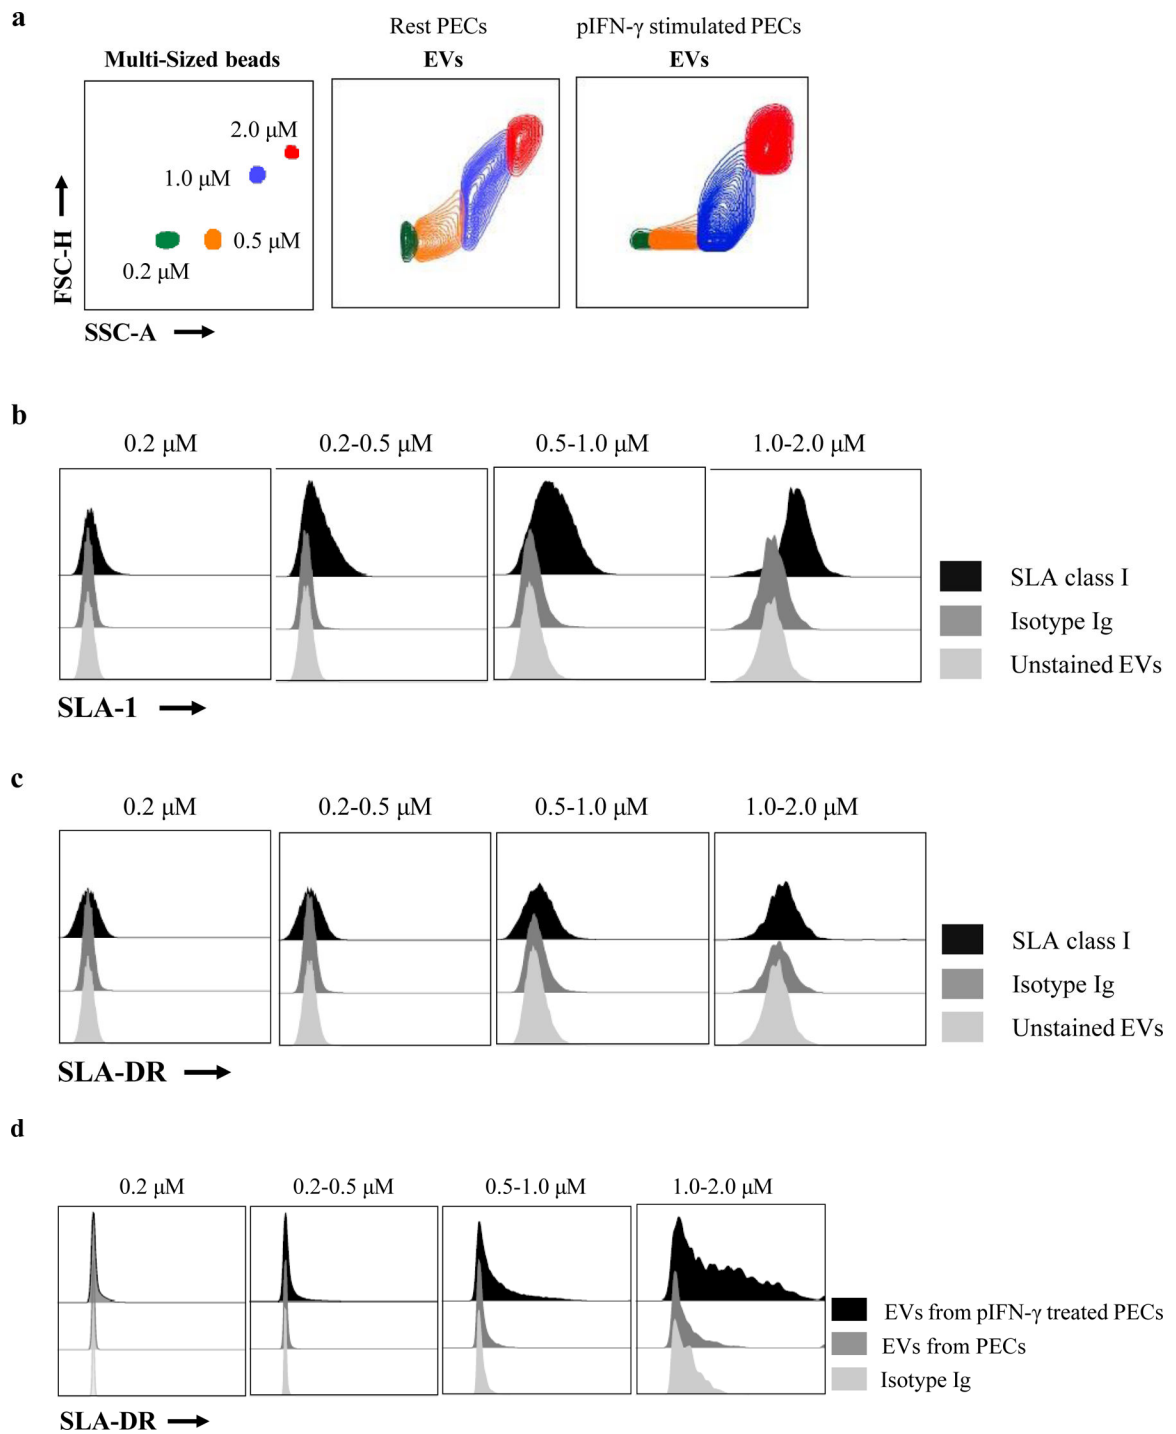 a
Rest PECs
pIFN-γ stimulated PECs
Multi-Sized beads
EVs
EVs
2.0 μM
1.0 μM
0.5 μM
0.2 μM
FSC-H
SSC-A
b
0.2 μM
0.2-0.5 μM
0.5-1.0 μM
1.0-2.0 μM
SLA class I
Isotype Ig
Unstained EVs
SLA-1
c
0.2 μM
0.2-0.5 μM
0.5-1.0 μM
1.0-2.0 μM
SLA class I
Isotype Ig
Unstained EVs
SLA-DR
d
0.2 μM
0.2-0.5 μM
0.5-1.0 μM
1.0-2.0 μM
EVs from pIFN-γ treated PECs
EVs from PECs
Isotype Ig
SLA-DR